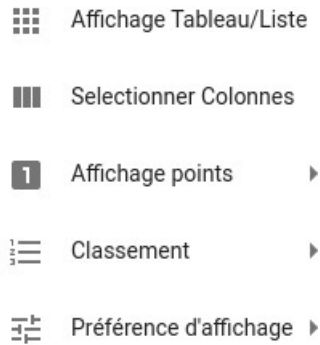 Affichage Tableau/Liste
Selectionner Colonnes
1 Affichage points
Classement
Préférence d'affichage